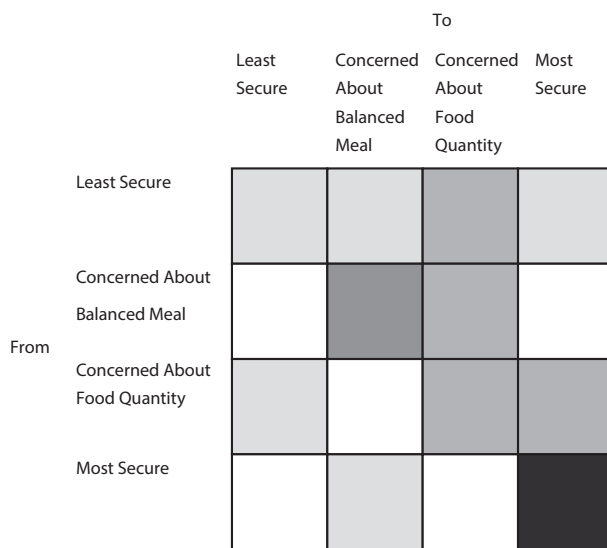 To
Least Secure
Concerned About Balanced Meal
Concerned About Food Quantity
Most Secure
Least Secure
Concerned About
Balanced Meal
From
Concerned About
Food Quantity
Most Secure